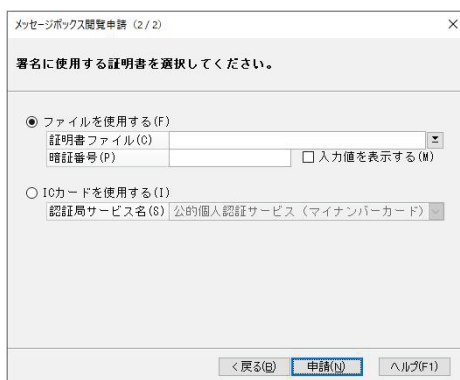 メッセージボックス閲覧申請（2/2）
署名に使用する証明書を選択してください。
ファイルを使用する(F)
証明書ファイル(C)
暗証番号(P) 入力値を表示する(M)
ICカードを使用する(I)
認証局サービス名(S) 公的個人認証サービス（マイナンバーカード）
<戻る(B) 申請(N) ヘルプ(F1)